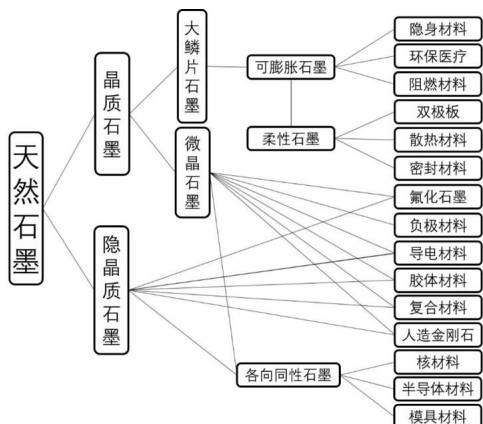 天然石墨
晶质石墨
隐晶质石墨
大鳞片石墨
微晶石墨
可膨胀石墨
柔性石墨
各向同性石墨
隐身材料
环保医疗
阻燃材料
双极板
散热材料
密封材料
氟化石墨
负极材料
导电材料
胶体材料
复合材料
人造金刚石
核材料
半导体材料
模具材料